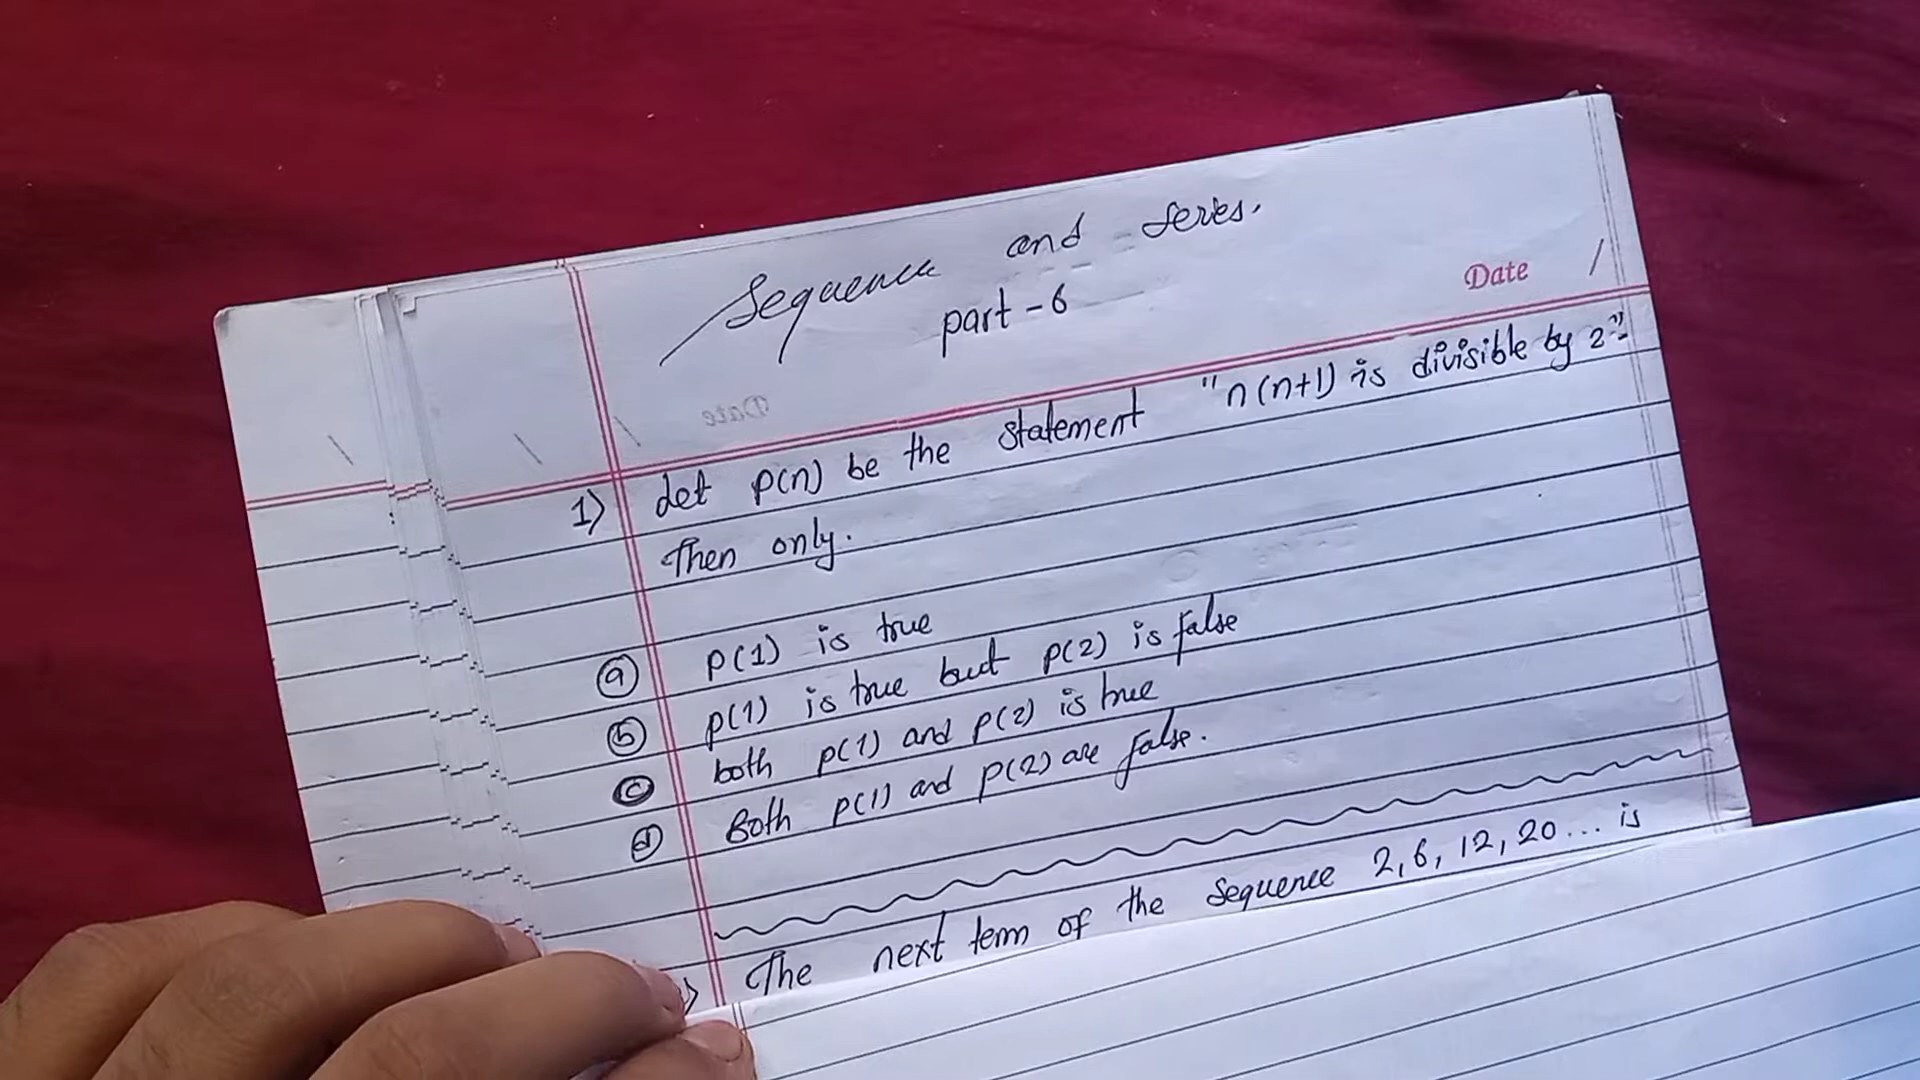 Sequence and series.
part-6
Date /
Date
1) Let p(n) be the statement "n(n+1) is divisible by 2".
Then only.
(a) p(1) is true
(b) p(1) is true but p(2) is false
(c) both p(1) and p(2) is true
(d) Both p(1) and p(2) are false.
The next term of the sequence 2, 6, 12, 20... is